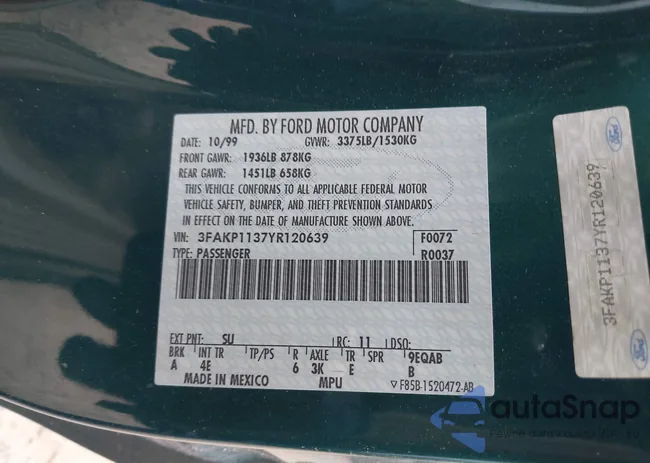 MFD. BY FORD MOTOR COMPANY
DATE: 10/99 GVWR: 3375LB/1530KG
FRONT GAWR: 1936LB 878KG
REAR GAWR: 1451LB 658KG
THIS VEHICLE CONFORMS TO ALL APPLICABLE FEDERAL MOTOR
VEHICLE SAFETY, BUMPER, AND THEFT PREVENTION STANDARDS
IN EFFECT ON THE DATE OF MANUFACTURE SHOWN ABOVE.
VIN: 3FAKP1137YR120639 F0072
TYPE: PASSENGER R0037
EXT PNT: SU RC: 11 DSO:
BRK INT TR TP/PS R AXLE TR SPR 9EQAB
A 4E 6 3K E B
MADE IN MEXICO MPU F85B-1520472-AB
Ford
3FAKP1137YR120639
Ford
autaSnap